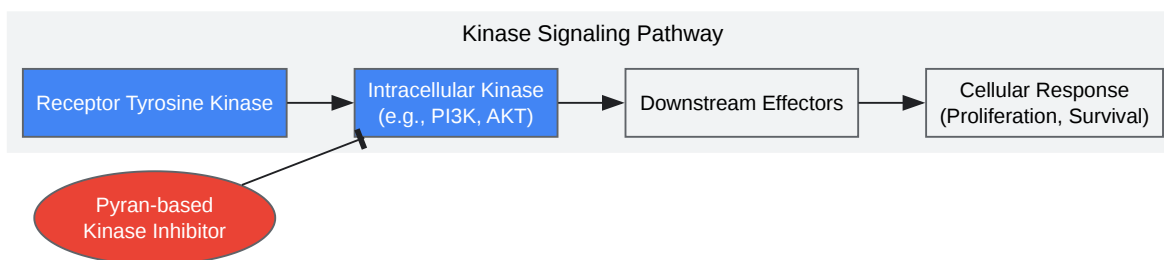 Kinase Signaling Pathway
Receptor Tyrosine Kinase
Intracellular Kinase
(e.g., PI3K, AKT)
Downstream Effectors
Cellular Response
(Proliferation, Survival)
Pyran-based
Kinase Inhibitor